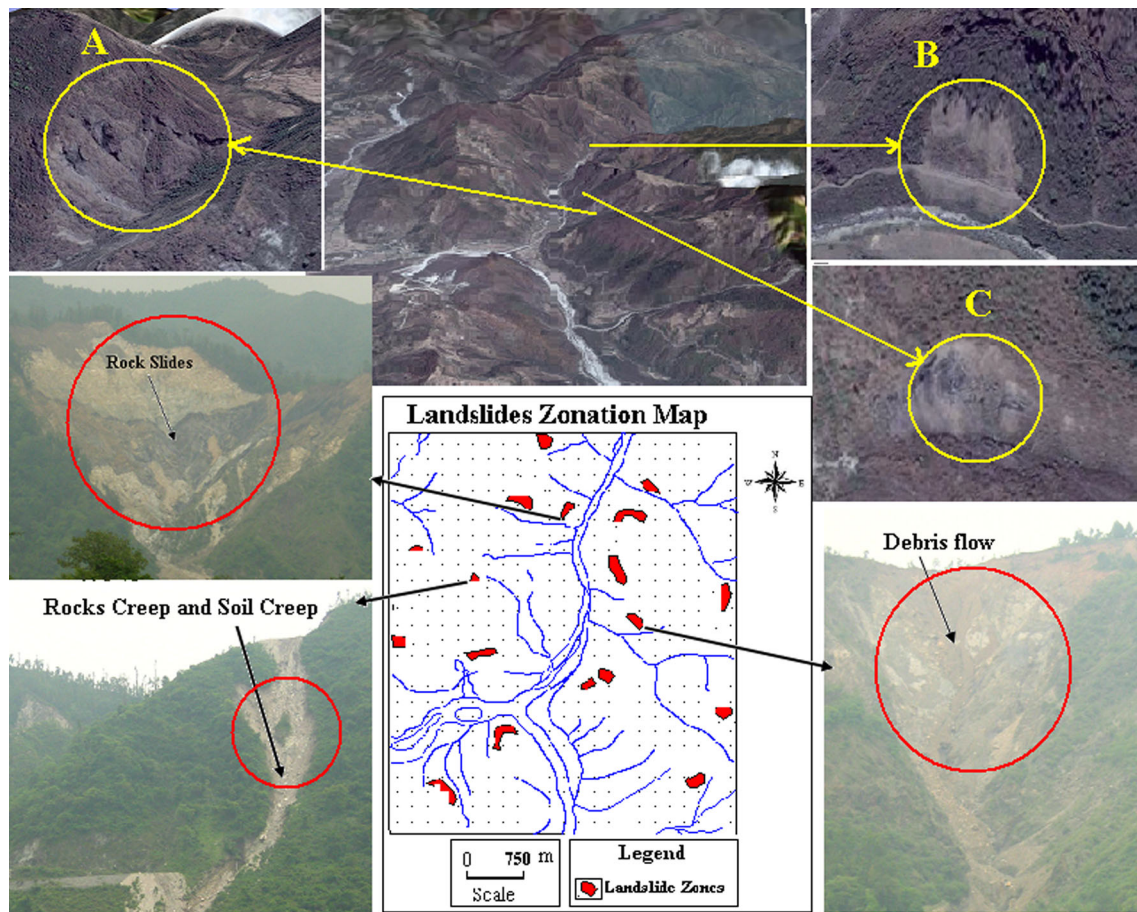 A
B
C
Rock Slides
Landslides Zonation Map
N
W
E
S
Debris flow
Rocks Creep and Soil Creep
0 750 m
Scale
Legend
Landslide Zones